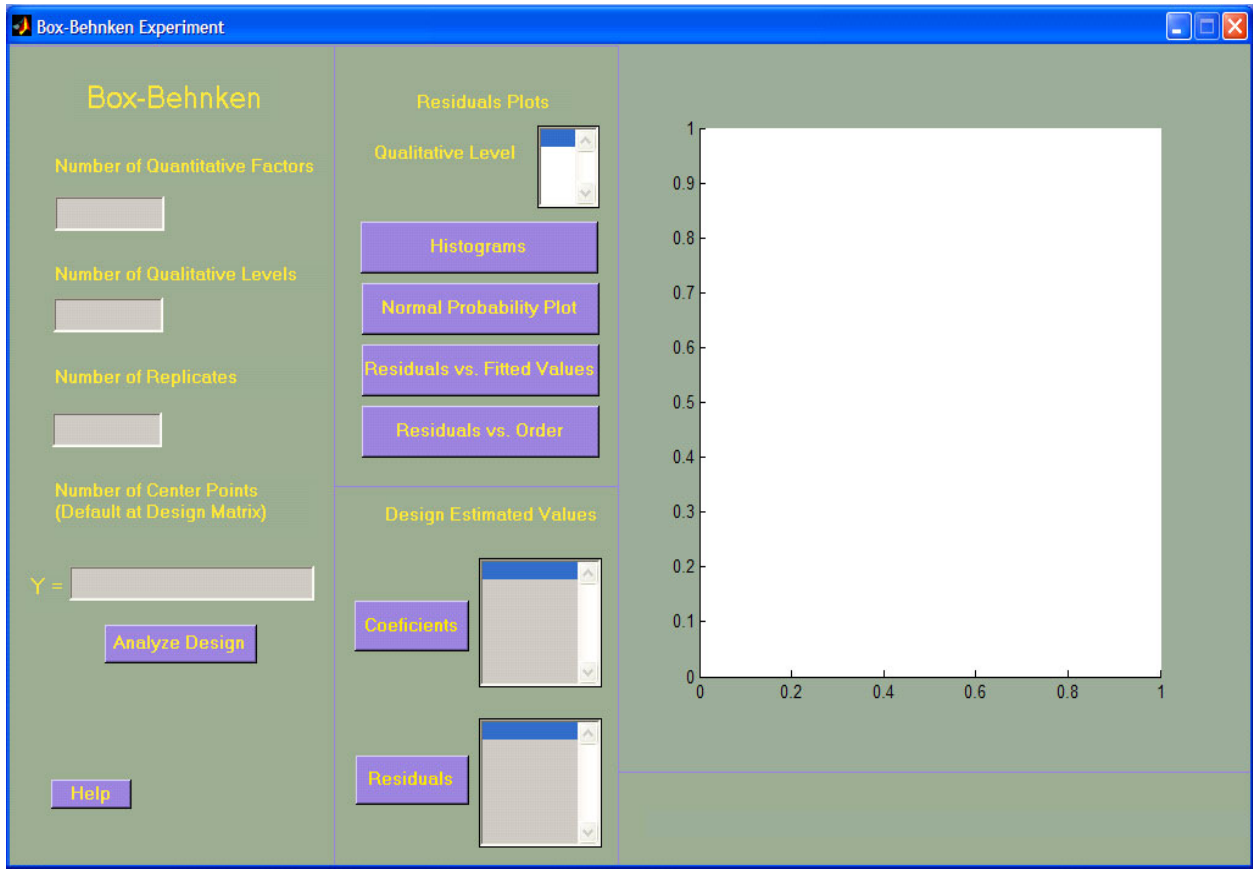 Box-Behnken Experiment
Box-Behnken
Number of Quantitative Factors
Number of Qualitative Levels
Number of Replicates
Number of Center Points
(Default at Design Matrix)
Y =
Analyze Design
Help
Residuals Plots
Qualitative Level
Histograms
Normal Probability Plot
Residuals vs. Fitted Values
Residuals vs. Order
Design Estimated Values
Coeficients
Residuals
1
0.9
0.8
0.7
0.6
0.5
0.4
0.3
0.2
0.1
0
0 0.2 0.4 0.6 0.8 1